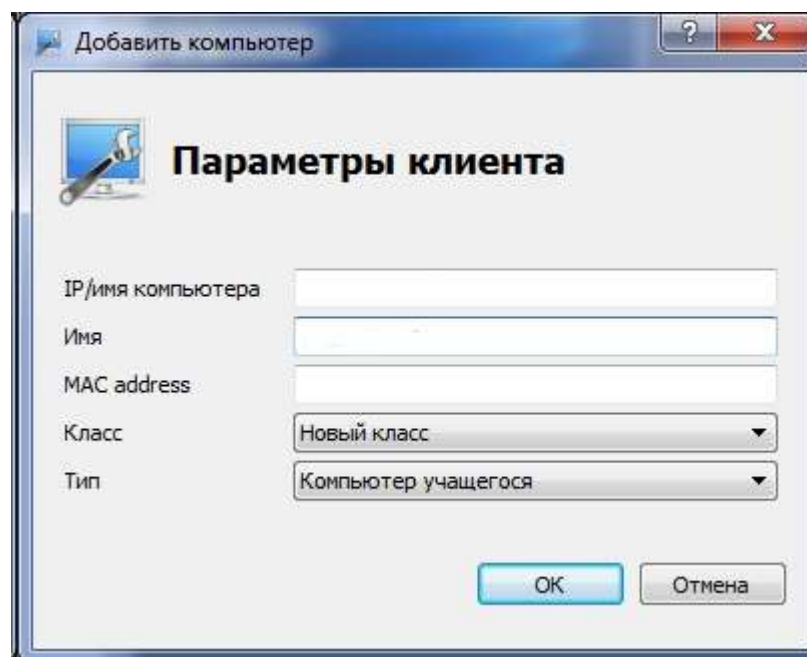 Добавить компьютер
?
Параметры клиента
IP/имя компьютера
Имя
MAC address
Класс Новый класс
Тип Компьютер учащегося
OK Отмена